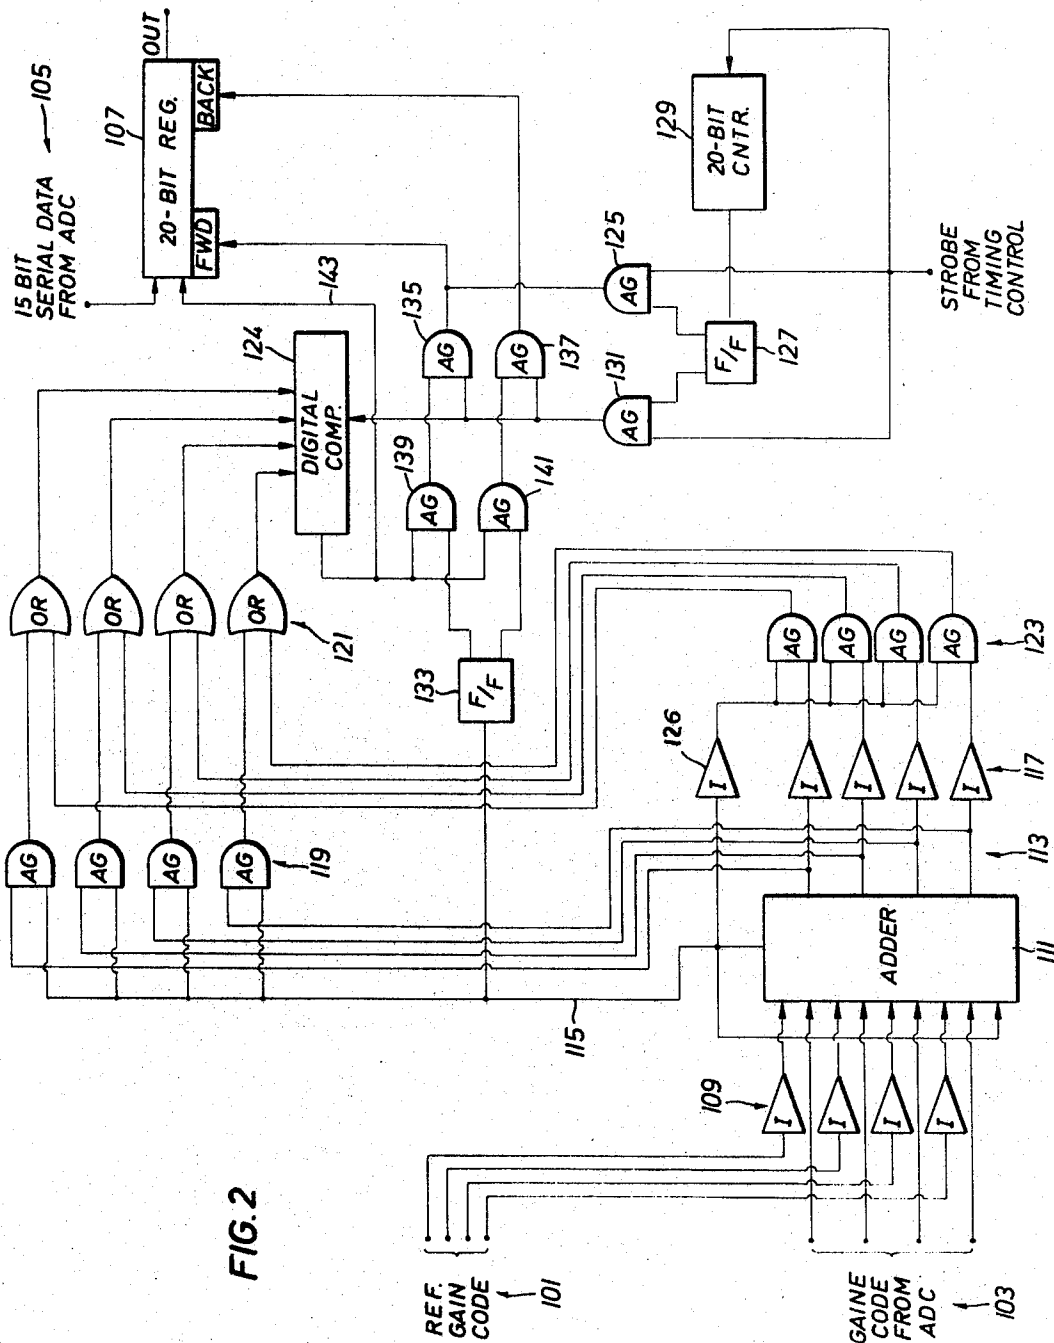 FIG.2
REF.
GAIN
CODE
101
GAINE
CODE
FROM
ADC
103
109
I
I
I
I
ADDER
111
113
115
117
I
I
I
I
126
I
AG
AG
AG
AG
119
AG
AG
AG
AG
123
OR
OR
OR
OR
121
133
F/F
139
AG
141
AG
DIGITAL
COMP.
124
135
AG
137
AG
143
15 BIT
SERIAL DATA
FROM ADC
105
107
20-BIT REG.
FWD
BACK
OUT
131
AG
125
AG
F/F
127
129
20-BIT
CNTR.
STROBE
FROM
TIMING
CONTROL